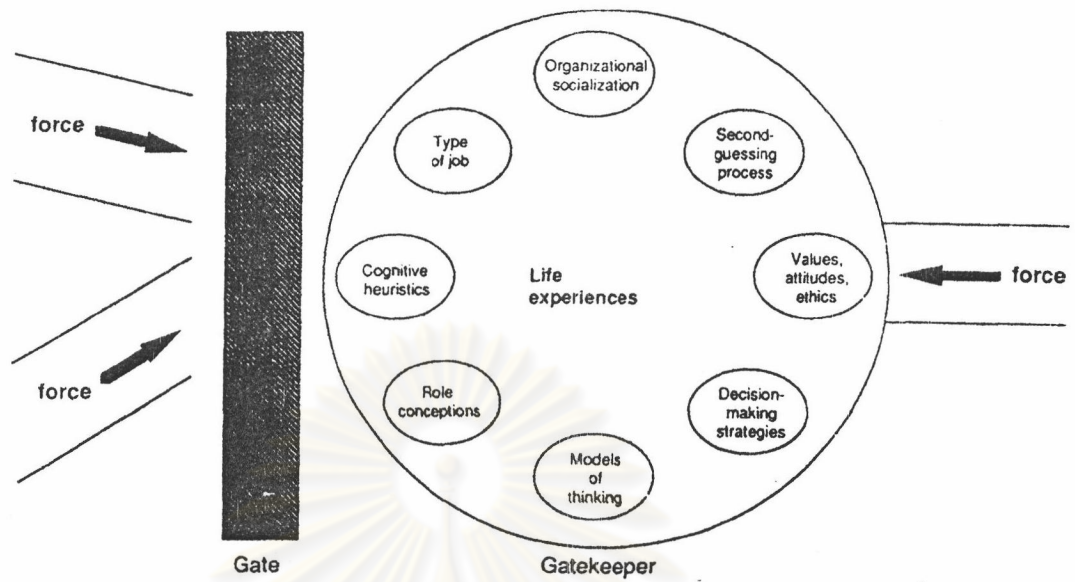 Organizational
socialization
force
Type
of job
Second-
guessing
process
Cognitive
heuristics
Life
experiences
Values,
attitudes,
ethics
force
force
Role
conceptions
Decision-
making
strategies
Models
of
thinking
Gate
Gatekeeper